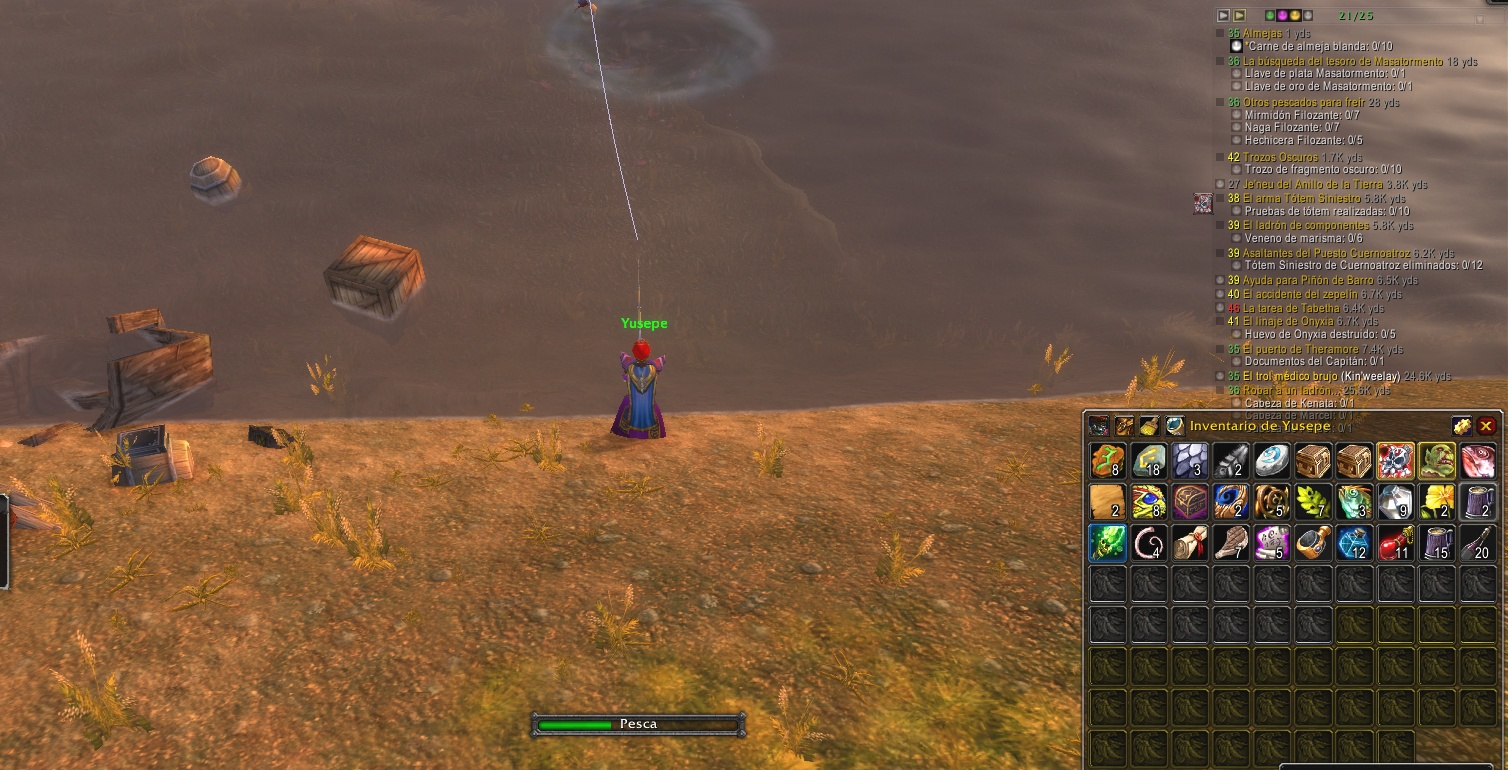 21/25
35 Almejas 1 yds
*Carne de almeja blanda: 0/10
36 La búsqueda del tesoro de Masatormento 18 yds
Llave de plata Masatormento: 0/1
Llave de oro de Masatormento: 0/1
36 Otros pescados para freír 28 yds
Mirmidón Filozante: 0/7
Naga Filozante: 0/7
Hechicera Filozante: 0/5
42 Trozos Oscuros 1.7K yds
Trozo de fragmento oscuro: 0/10
27 Je'neu del Anillo de la Tierra 3.8K yds
38 El arma Tótem Siniestro 5.8K yds
Pruebas de tótem realizadas: 0/10
39 El ladrón de componentes 5.8K yds
Veneno de marisma: 0/6
39 Asaltantes del Puesto Cuernoatroz 6.2K yds
Tótem Siniestro de Cuernoatroz eliminados: 0/12
39 Ayuda para Piñón de Barro 6.5K yds
40 El accidente del zepelín 6.7K yds
La tarea de Tabetha 6.4K yds
41 El linaje de Onyxia 6.7K yds
Huevo de Onyxia destruido: 0/5
35 El puerto de Theramore 7.4K yds
Documentos del Capitán: 0/1
35 El trol médico brujo (Kin'weelay) 24.6K yds
36 Robar a un ladrón... 25.6K yds
Cabeza de Kenata: 0/1
Cabeza de Marcel: 0/1
Yusepe
Inventario de Yusepe
8 18 3 2
2 8 2 5 7 3 9 2 2
4 7 5 12 11 15 20
Pesca